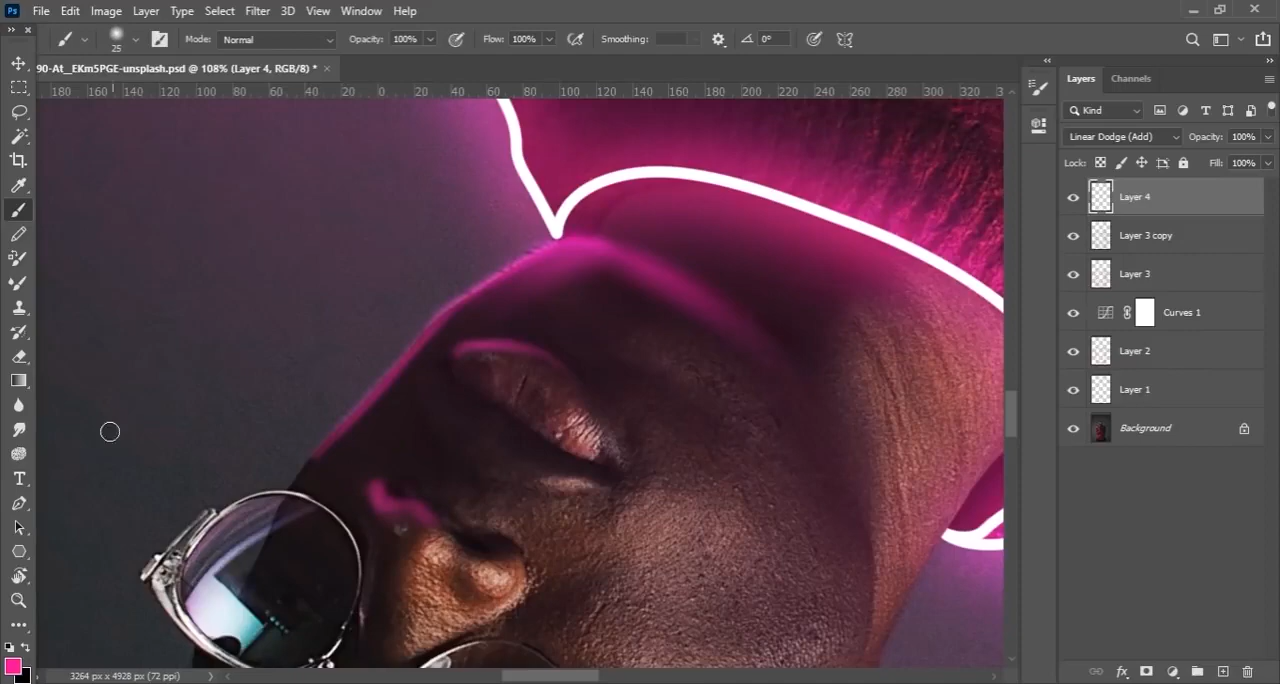 Ps File Edit Image Layer Type Select Filter 3D View Window Help
25 Mode: Normal Opacity: 100% Flow: 100% Smoothing: 0°
90-At__EKm5PGE-unsplash.psd @ 108% (Layer 4, RGB/8) * ×
180 160 140 120 100 80 60 40 20 0 20 40 60 80 100 120 140 160 180 200 220 240 260 280 300 320 3
Layers Channels
Kind
Linear Dodge (Add) Opacity: 100%
Lock: Fill: 100%
Layer 4
Layer 3 copy
Layer 3
Curves 1
Layer 2
Layer 1
Background
3264 px x 4928 px (72 ppi)